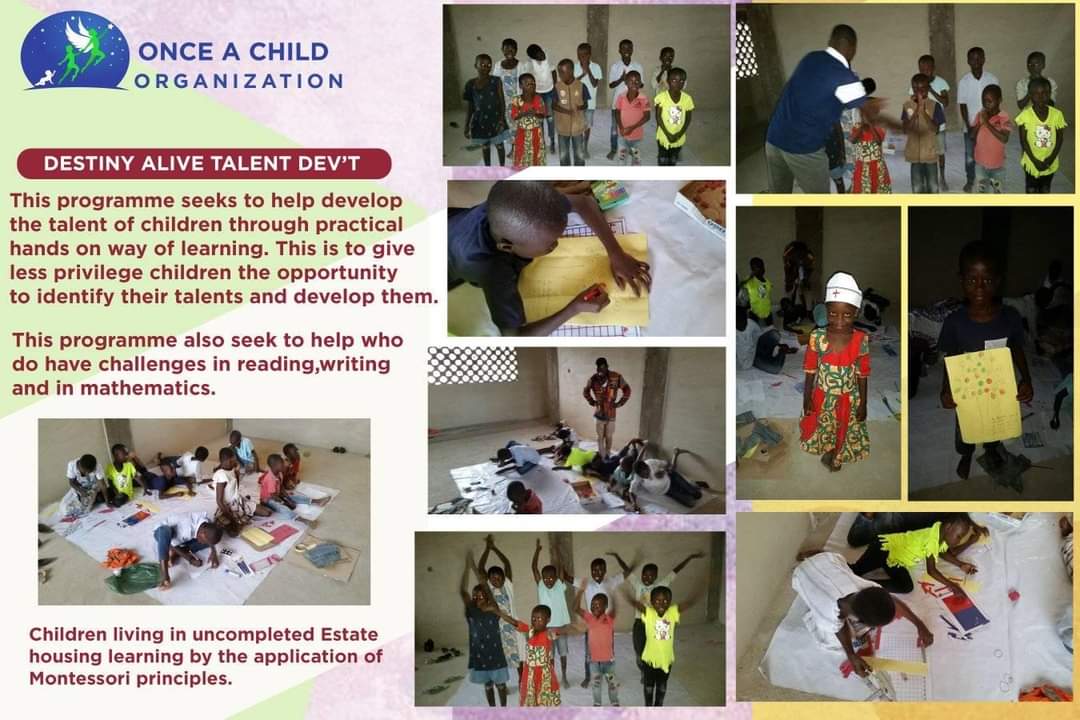 ONCE A CHILD
ORGANIZATION
DESTINY ALIVE TALENT DEV'T
This programme seeks to help develop
the talent of children through practical
hands on way of learning. This is to give
less privilege children the opportunity
to identify their talents and develop them.
This programme also seek to help who
do have challenges in reading,writing
and in mathematics.
Children living in uncompleted Estate
housing learning by the application of
Montessori principles.